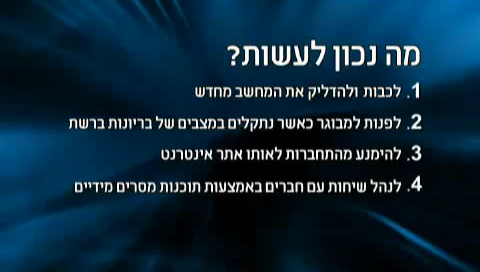 מה נכון לעשות?
1. לכבות ולהדליק את המחשב מחדש
2. לפנות למבוגר כאשר נתקלים במצבים של בריונות ברשת
3. להימנע מהתחברות לאותו אתר אינטרנט
4. לנהל שיחות עם חברים באמצעות תוכנות מסרים מידיים